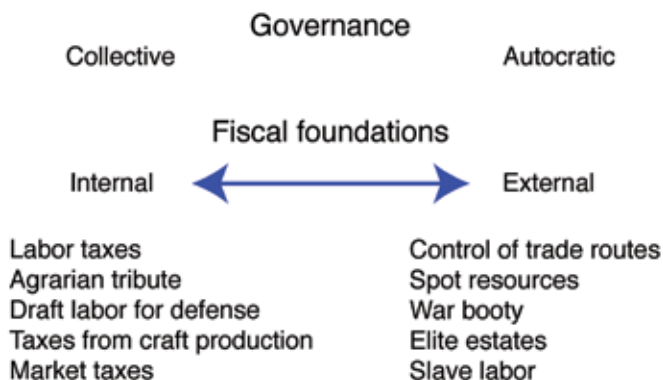 Governance
Collective Autocratic
Fiscal foundations
Internal External
Labor taxes Control of trade routes
Agrarian tribute Spot resources
Draft labor for defense War booty
Taxes from craft production Elite estates
Market taxes Slave labor